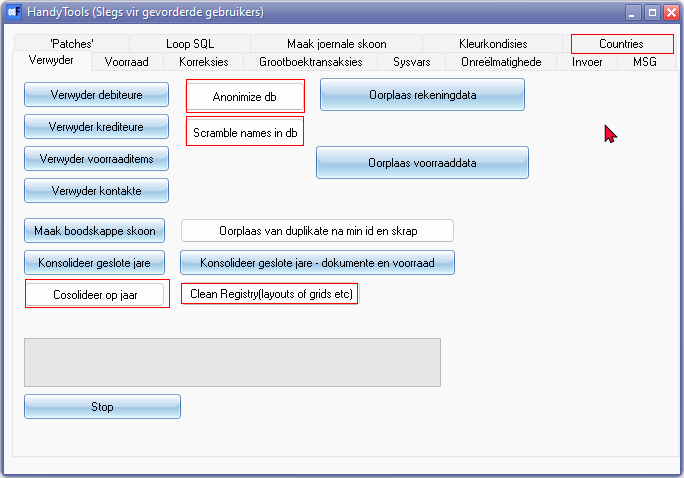 HandyTools (Slegs vir gevorderde gebruikers)
'Patches' Loop SQL Maak joernale skoon Kleurkondisies Countries
Verwyder Voorraad Korreksies Grootboektransaksies Sysvars Onreëlmatighede Invoer MSG
Verwyder debiteure Anonimize db Oorplaas rekeningdata
Verwyder krediteure Scramble names in db
Verwyder voorraaditems Oorplaas voorraaddata
Verwyder kontakte
Maak boodskappe skoon Oorplaas van duplikate na min id en skrap
Konsolideer geslote jare Konsolideer geslote jare - dokumente en voorraad
Cosolideer op jaar Clean Registry(layouts of grids etc)
Stop